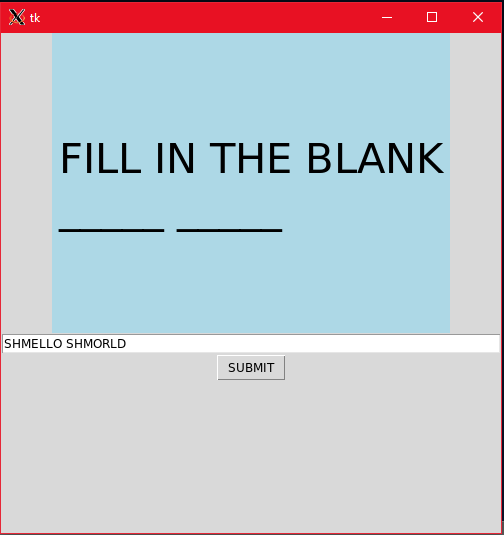 tk
FILL IN THE BLANK
_____ _____
SHMELLO SHMORLD
SUBMIT